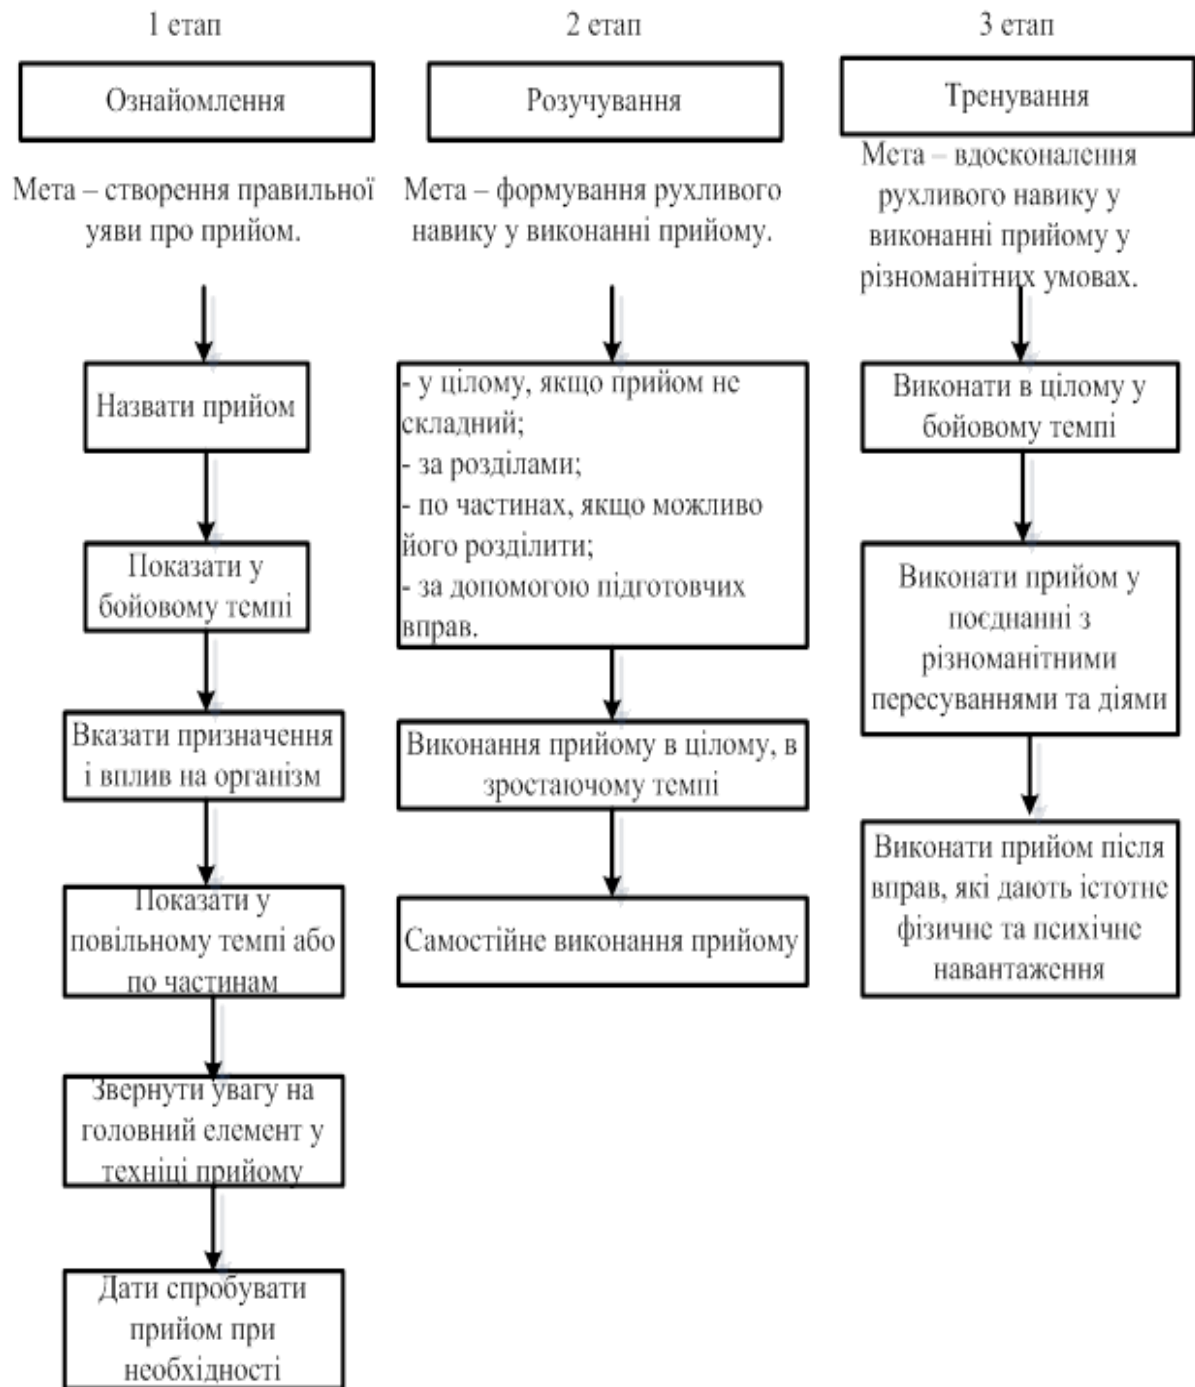 1 етап
Ознайомлення
Мета – створення правильної
уяви про прийом.
Назвати прийом
Показати у
бойовому темпі
Вказати призначення
і вплив на організм
Показати у
повільному темпі або
по частинам
Звернути увагу на
головний елемент у
техніці прийому
Дати спробувати
прийом при
необхідності
2 етап
Розучування
Мета – формування рухливого
навику у виконанні прийому.
- у цілому, якщо прийом не
складний;
- за розділами;
- по частинах, якщо можливо
його розділити;
- за допомогою підготовчих
вправ.
Виконання прийому в цілому, в
зростаючому темпі
Самостійне виконання прийому
3 етап
Тренування
Мета – вдосконалення
рухливого навику у
виконанні прийому у
різноманітних умовах.
Виконати в цілому у
бойовому темпі
Виконати прийом у
поєднанні з
різноманітними
пересуваннями та діями
Виконати прийом після
вправ, які дають істотне
фізичне та психічне
навантаження